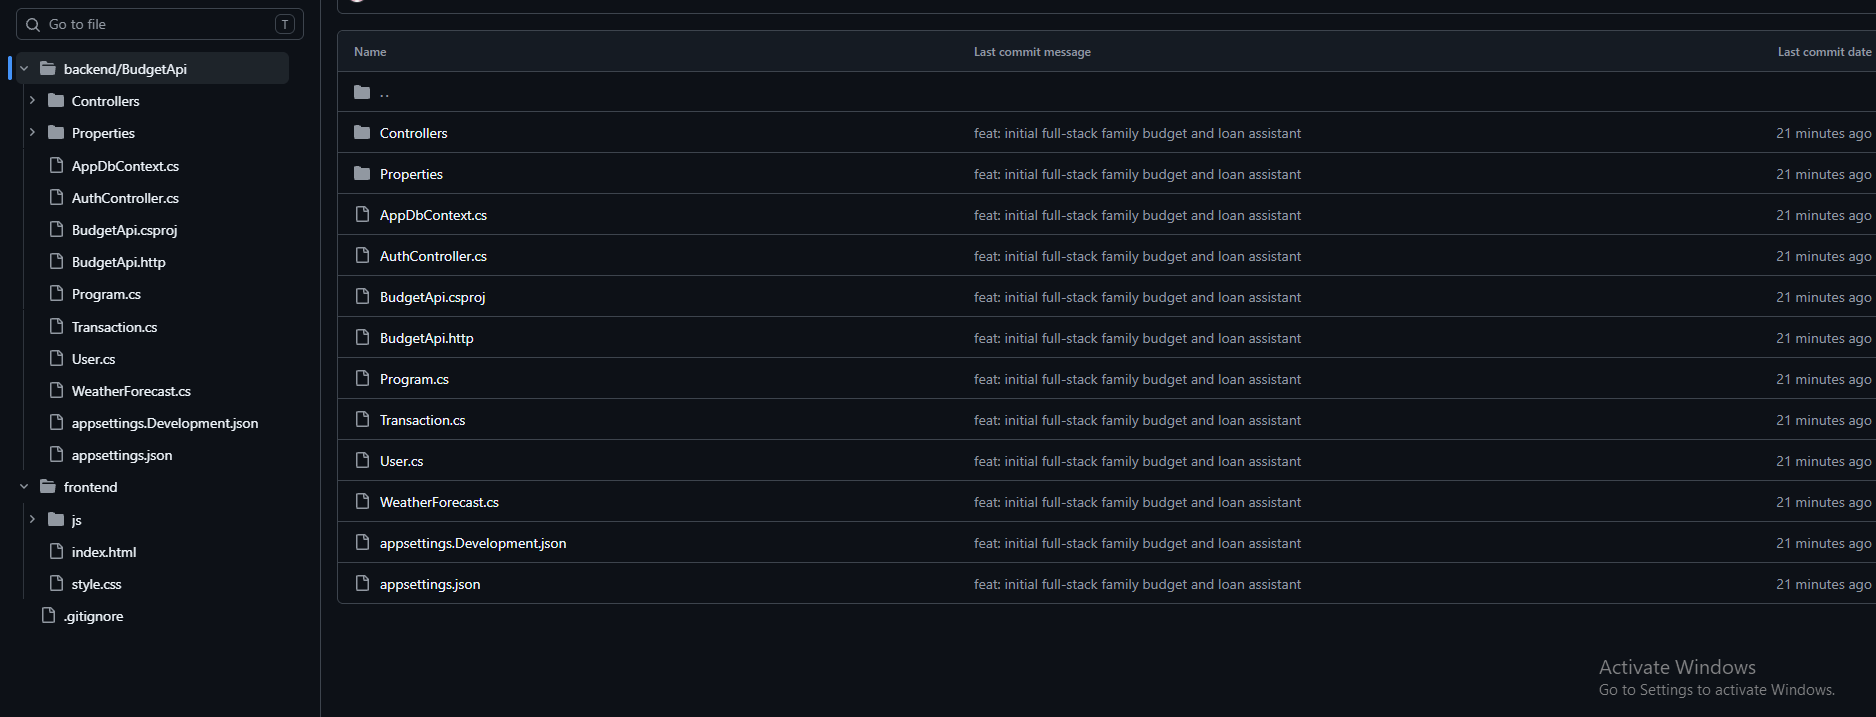 Go to file T
backend/BudgetApi
Controllers
Properties
AppDbContext.cs
AuthController.cs
BudgetApi.csproj
BudgetApi.http
Program.cs
Transaction.cs
User.cs
WeatherForecast.cs
appsettings.Development.json
appsettings.json
frontend
js
index.html
style.css
.gitignore
Name Last commit message Last commit date
..
Controllers feat: initial full-stack family budget and loan assistant 21 minutes ago
Properties feat: initial full-stack family budget and loan assistant 21 minutes ago
AppDbContext.cs feat: initial full-stack family budget and loan assistant 21 minutes ago
AuthController.cs feat: initial full-stack family budget and loan assistant 21 minutes ago
BudgetApi.csproj feat: initial full-stack family budget and loan assistant 21 minutes ago
BudgetApi.http feat: initial full-stack family budget and loan assistant 21 minutes ago
Program.cs feat: initial full-stack family budget and loan assistant 21 minutes ago
Transaction.cs feat: initial full-stack family budget and loan assistant 21 minutes ago
User.cs feat: initial full-stack family budget and loan assistant 21 minutes ago
WeatherForecast.cs feat: initial full-stack family budget and loan assistant 21 minutes ago
appsettings.Development.json feat: initial full-stack family budget and loan assistant 21 minutes ago
appsettings.json feat: initial full-stack family budget and loan assistant 21 minutes ago
Activate Windows
Go to Settings to activate Windows.